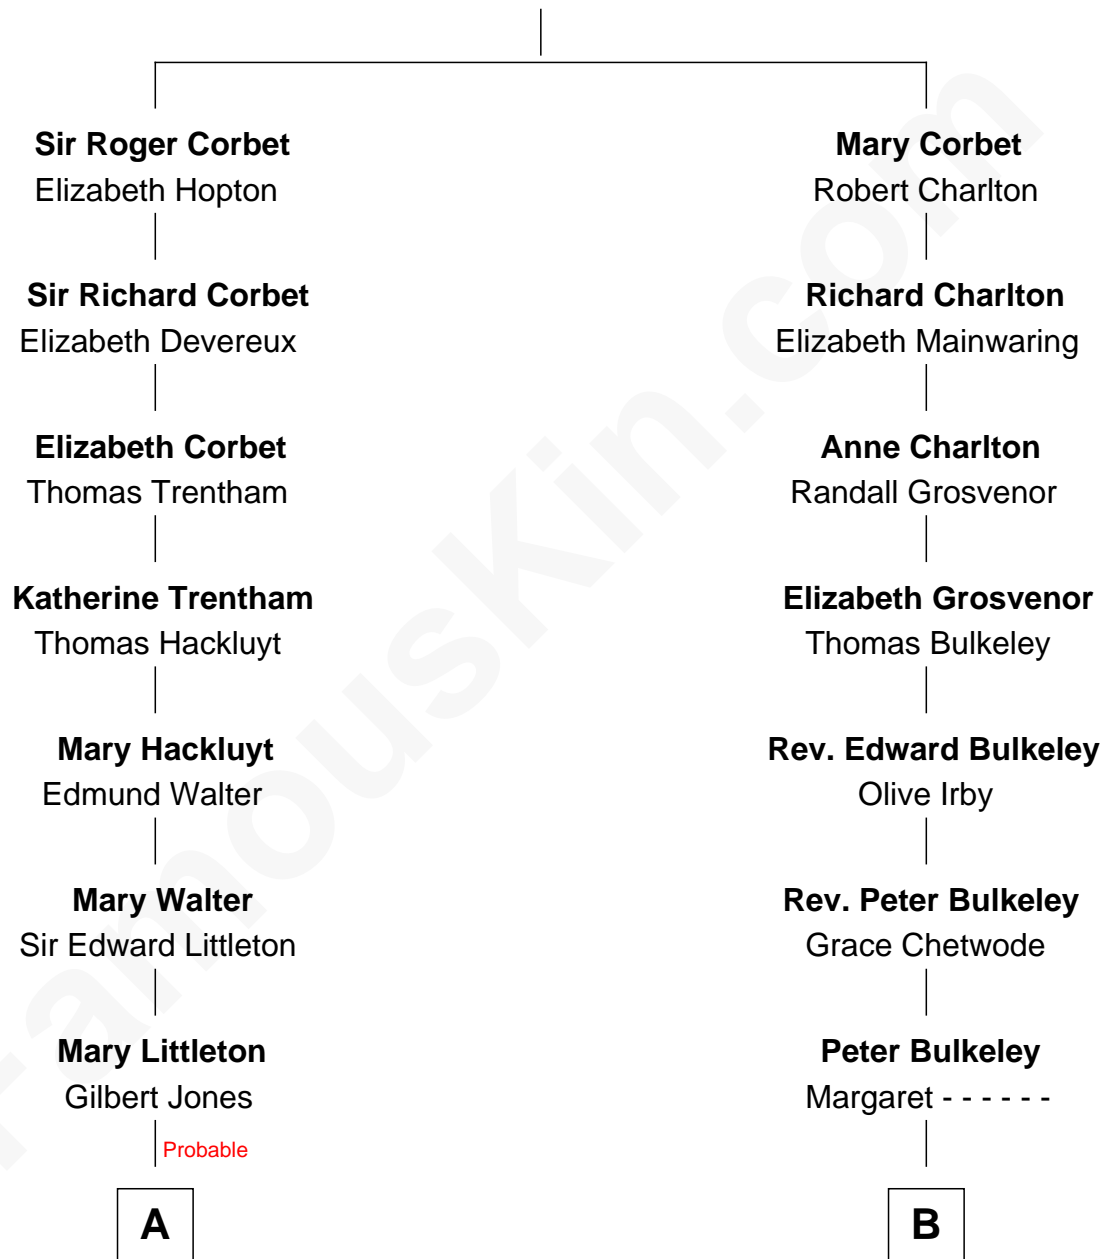 Sir Roger Corbet
Elizabeth Hopton
Sir Richard Corbet
Elizabeth Devereux
Elizabeth Corbet
Thomas Trentham
Katherine Trentham
Thomas Hackluyt
Mary Hackluyt
Edmund Walter
Mary Walter
Sir Edward Littleton
Mary Littleton
Gilbert Jones
Probable
A
Mary Corbet
Robert Charlton
Richard Charlton
Elizabeth Mainwaring
Anne Charlton
Randall Grosvenor
Elizabeth Grosvenor
Thomas Bulkeley
Rev. Edward Bulkeley
Olive Irby
Rev. Peter Bulkeley
Grace Chetwode
Peter Bulkeley
Margaret - - - - - -
B
FamousKin.com